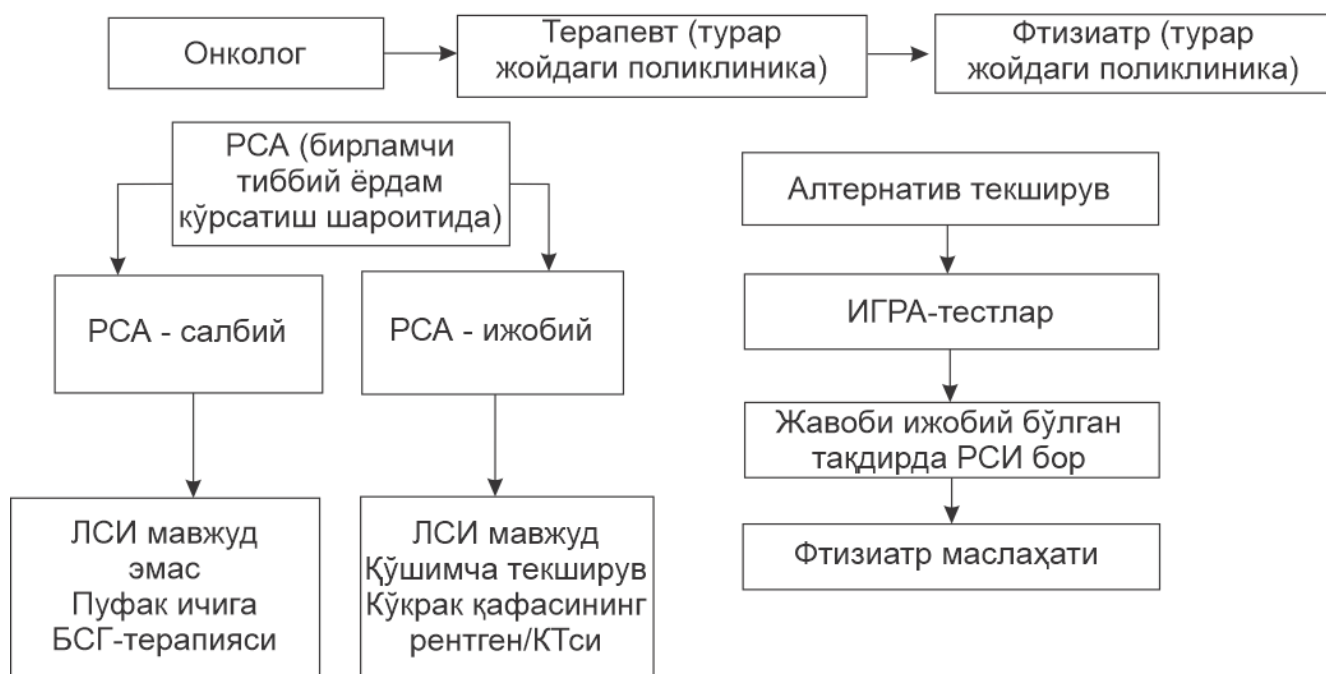 Онколог
Терапевт (турар
жойдаги поликлиника)
Фтизиатр (турар
жойдаги поликлиника)
РСА (бирламчи
тиббий ёрдам
кўрсатиш шароитида)
РСА - салбий
РСА - ижобий
ЛСИ мавжуд
эмас
Пуфак ичига
БСГ-терапияси
ЛСИ мавжуд
Қўшимча текширув
Кўкрак қафасининг
рентген/КТси
Алтернатив текширув
ИГРА-тестлар
Жавоби ижобий бўлган
тақдирда РСИ бор
Фтизиатр маслаҳати